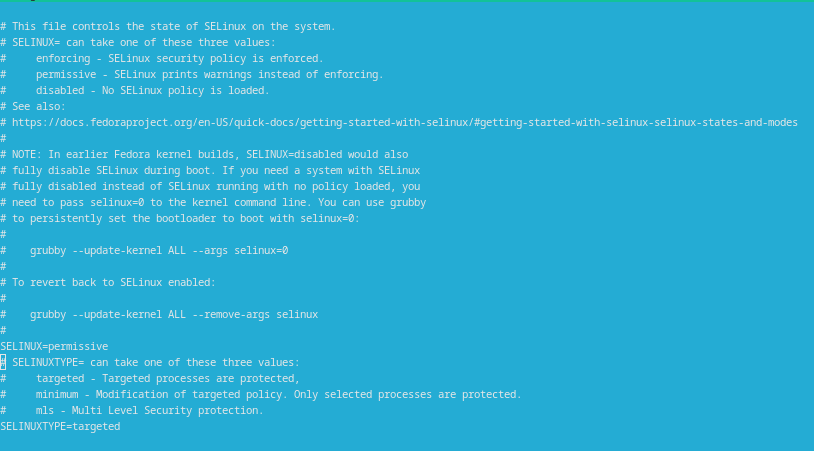 # This file controls the state of SELinux on the system.
# SELINUX= can take one of these three values:
#     enforcing - SELinux security policy is enforced.
#     permissive - SELinux prints warnings instead of enforcing.
#     disabled - No SELinux policy is loaded.
# See also:
# https://docs.fedoraproject.org/en-US/quick-docs/getting-started-with-selinux/#getting-started-with-selinux-selinux-states-and-modes
#
# NOTE: In earlier Fedora kernel builds, SELINUX=disabled would also
# fully disable SELinux during boot. If you need a system with SELinux
# fully disabled instead of SELinux running with no policy loaded, you
# need to pass selinux=0 to the kernel command line. You can use grubby
# to persistently set the bootloader to boot with selinux=0:
#
#    grubby --update-kernel ALL --args selinux=0
#
# To revert back to SELinux enabled:
#
#    grubby --update-kernel ALL --remove-args selinux
#
SELINUX=permissive
# SELINUXTYPE= can take one of these three values:
#     targeted - Targeted processes are protected,
#     minimum - Modification of targeted policy. Only selected processes are protected.
#     mls - Multi Level Security protection.
SELINUXTYPE=targeted